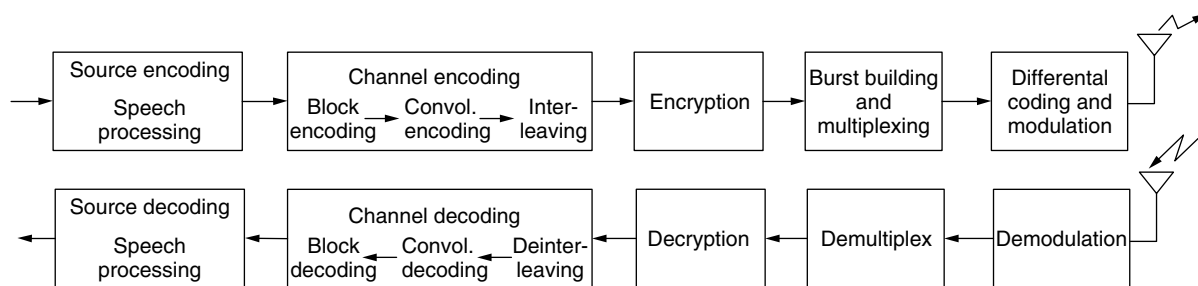 Source encoding
Speech
processing
Channel encoding
Block
encoding
Convol.
encoding
Inter-
leaving
Encryption
Burst building
and
multiplexing
Differental
coding and
modulation
Source decoding
Speech
processing
Channel decoding
Block
decoding
Convol.
decoding
Deinter-
leaving
Decryption
Demultiplex
Demodulation